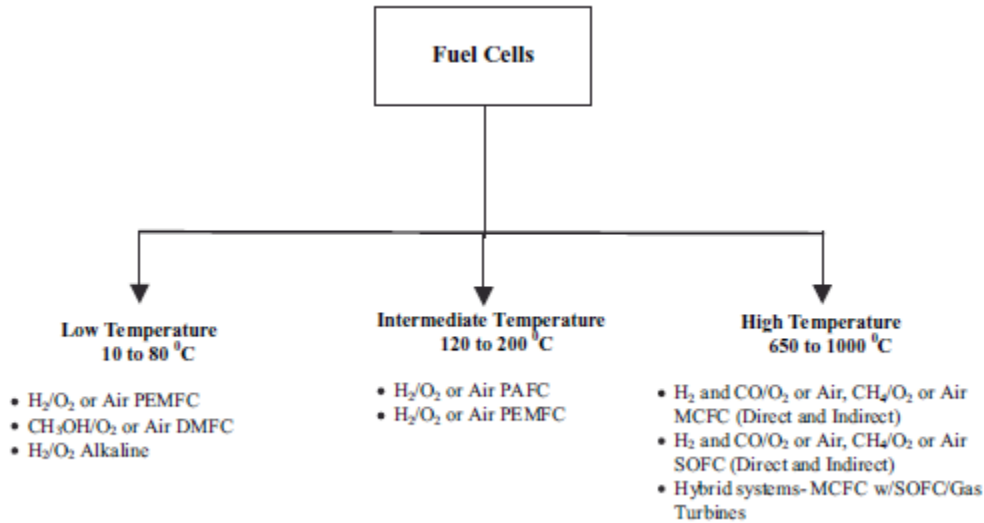 Fuel Cells
Low Temperature
10 to 80 ⁰C
• H₂/O₂ or Air PEMFC
• CH₃OH/O₂ or Air DMFC
• H₂/O₂ Alkaline
Intermediate Temperature
120 to 200 ⁰C
• H₂/O₂ or Air PAFC
• H₂/O₂ or Air PEMFC
High Temperature
650 to 1000 ⁰C
• H₂ and CO/O₂ or Air, CH₄/O₂ or Air
MCFC (Direct and Indirect)
• H₂ and CO/O₂ or Air, CH₄/O₂ or Air
SOFC (Direct and Indirect)
• Hybrid systems- MCFC w/SOFC/Gas
Turbines